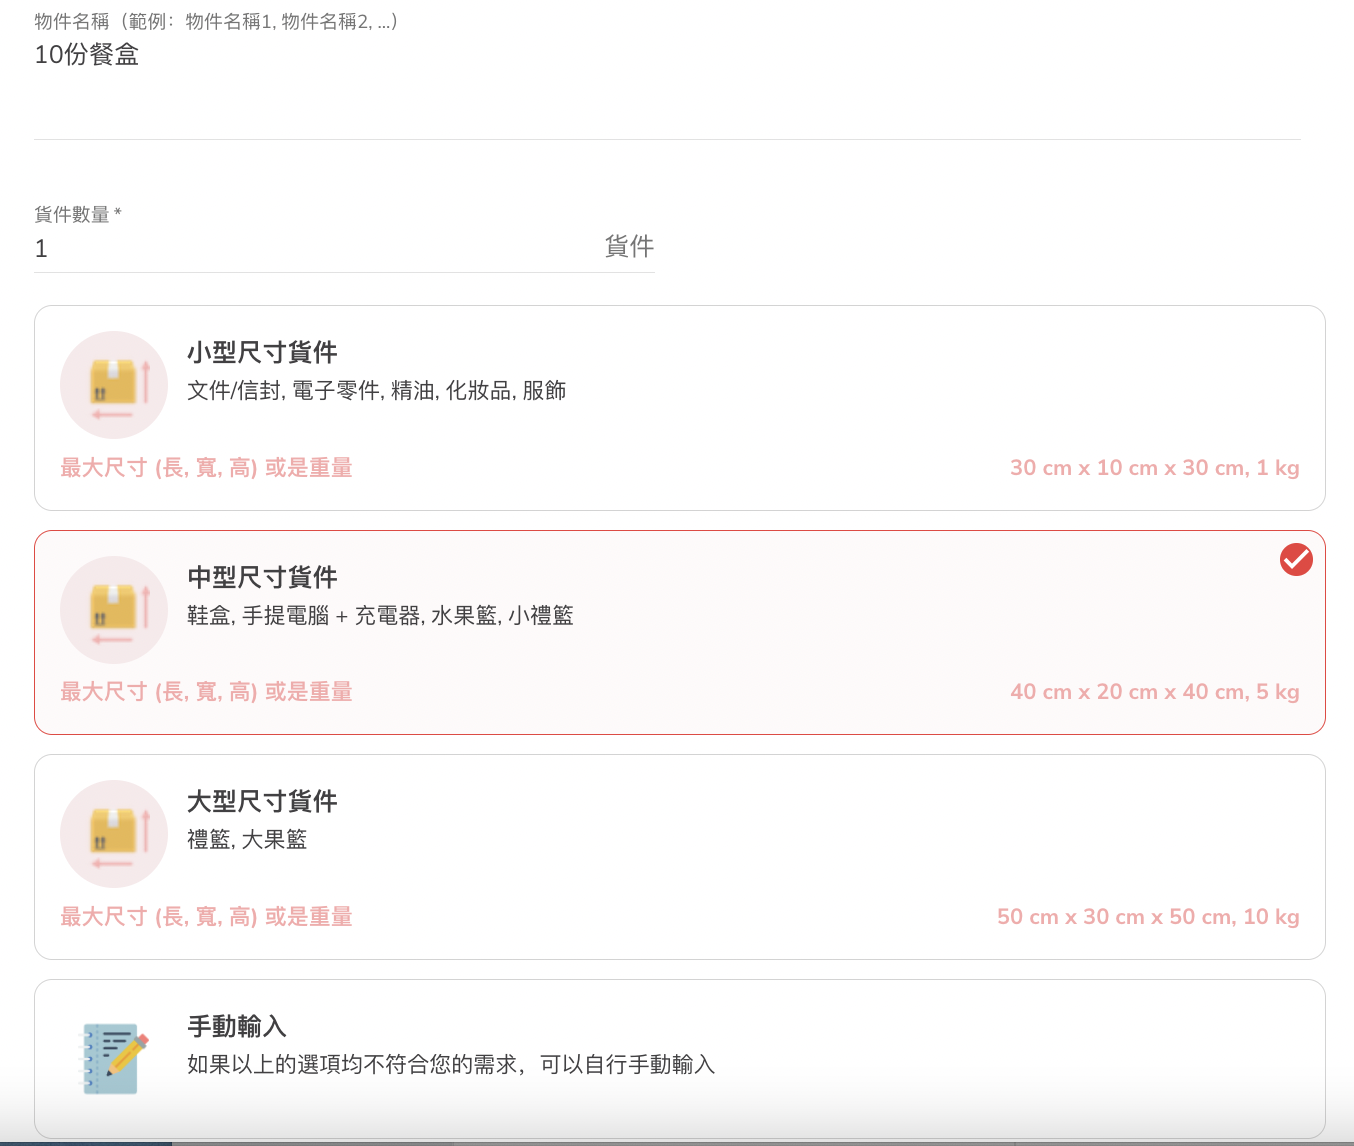 物件名稱（範例：物件名稱1, 物件名稱2, ...）
10份餐盒
貨件數量 *
1 貨件
小型尺寸貨件
文件/信封, 電子零件, 精油, 化妝品, 服飾
最大尺寸 (長, 寬, 高) 或是重量 30 cm x 10 cm x 30 cm, 1 kg
中型尺寸貨件
鞋盒, 手提電腦 + 充電器, 水果籃, 小禮籃
最大尺寸 (長, 寬, 高) 或是重量 40 cm x 20 cm x 40 cm, 5 kg
大型尺寸貨件
禮籃, 大果籃
最大尺寸 (長, 寬, 高) 或是重量 50 cm x 30 cm x 50 cm, 10 kg
手動輸入
如果以上的選項均不符合您的需求，可以自行手動輸入